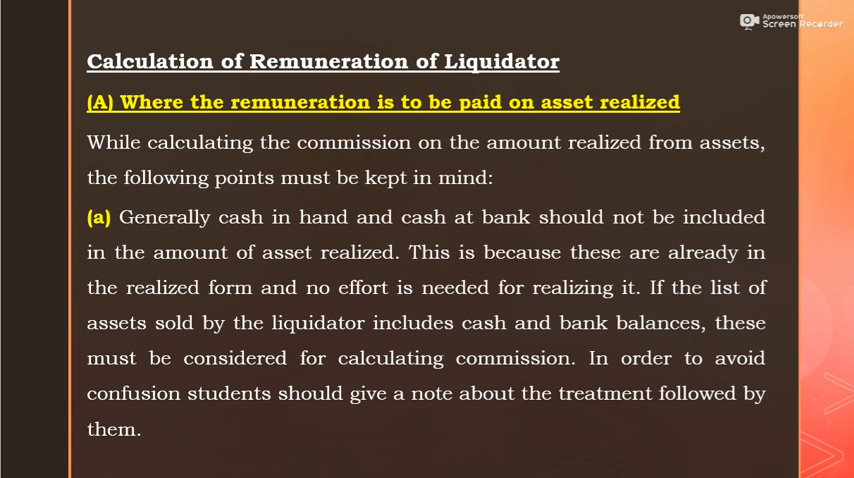 Apowersoft
Screen Recorder
Calculation of Remuneration of Liquidator
(A) Where the remuneration is to be paid on asset realized
While calculating the commission on the amount realized from assets,
the following points must be kept in mind:
(a) Generally cash in hand and cash at bank should not be included
in the amount of asset realized. This is because these are already in
the realized form and no effort is needed for realizing it. If the list of
assets sold by the liquidator includes cash and bank balances, these
must be considered for calculating commission. In order to avoid
confusion students should give a note about the treatment followed by
them.